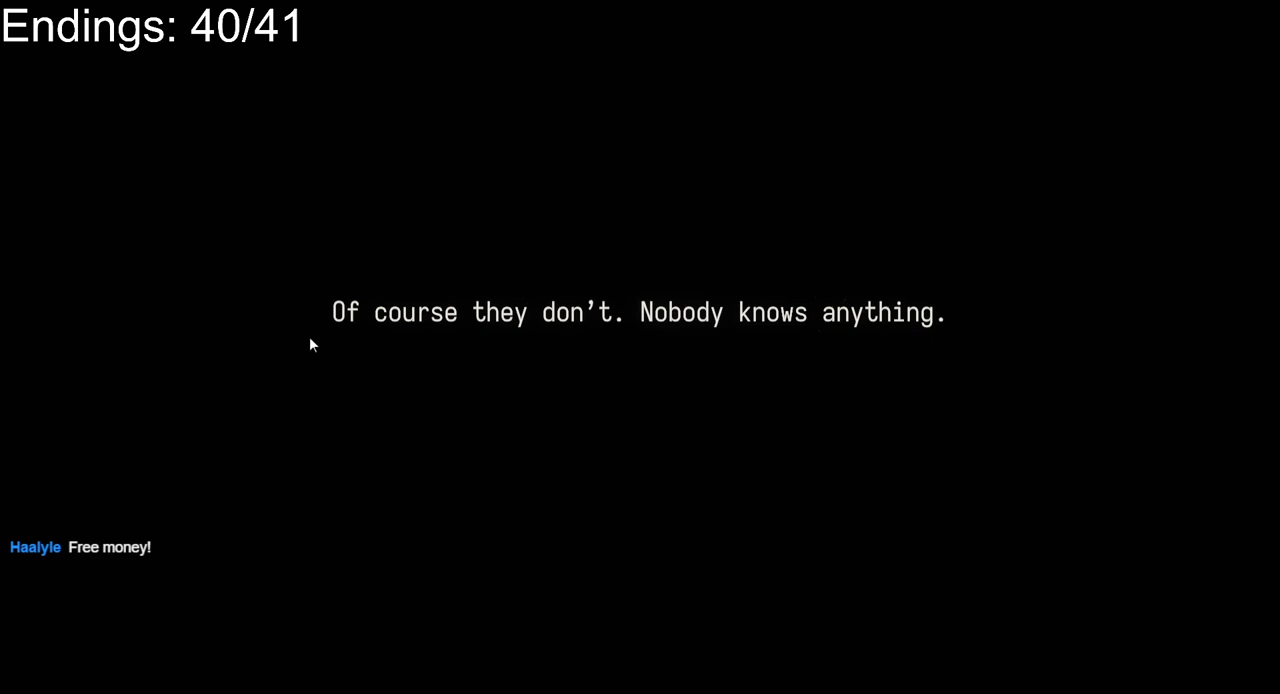 Endings: 40/41
Of course they don’t. Nobody knows anything.
Haalyle Free money!